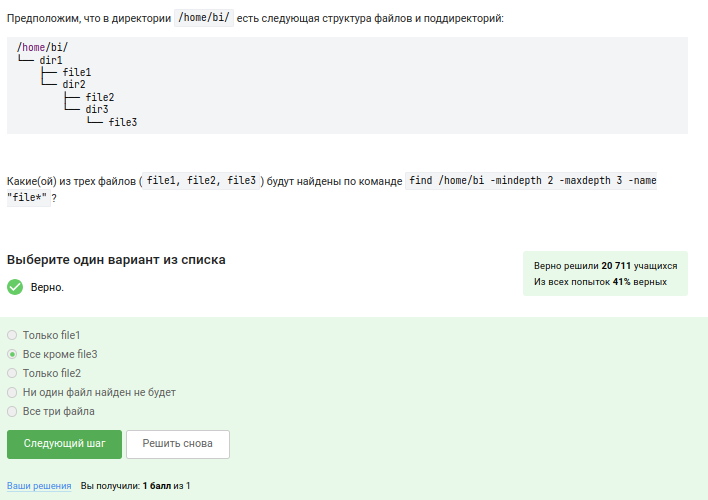 Предположим, что в директории /home/bi/ есть следующая структура файлов и поддиректорий:
/home/bi/
└── dir1
    ├── file1
    └── dir2
        ├── file2
        └── dir3
            └── file3
Какие(ой) из трех файлов ( file1, file2, file3 ) будут найдены по команде find /home/bi -mindepth 2 -maxdepth 3 -name
"file*" ?
Выберите один вариант из списка
Верно.
Верно решили 20 711 учащихся
Из всех попыток 41% верных
Только file1
Все кроме file3
Только file2
Ни один файл найден не будет
Все три файла
Следующий шаг
Решить снова
Ваши решения Вы получили: 1 балл из 1